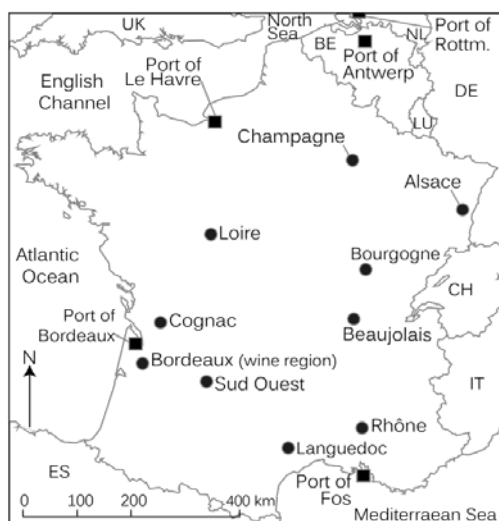 UK
North
Sea
NL
Port of
Rottm.
BE
Port of
Antwerp
Port of
Le Havre
English
Channel
DE
LU
Champagne
Alsace
Loire
Atlantic
Ocean
Bourgogne
CH
Port of
Bordeaux
Cognac
Beaujolais
N
Bordeaux (wine region)
Sud Ouest
IT
Rhône
Languedoc
ES
Port of
Fos
0 100 200 400 km
Mediterraean Sea